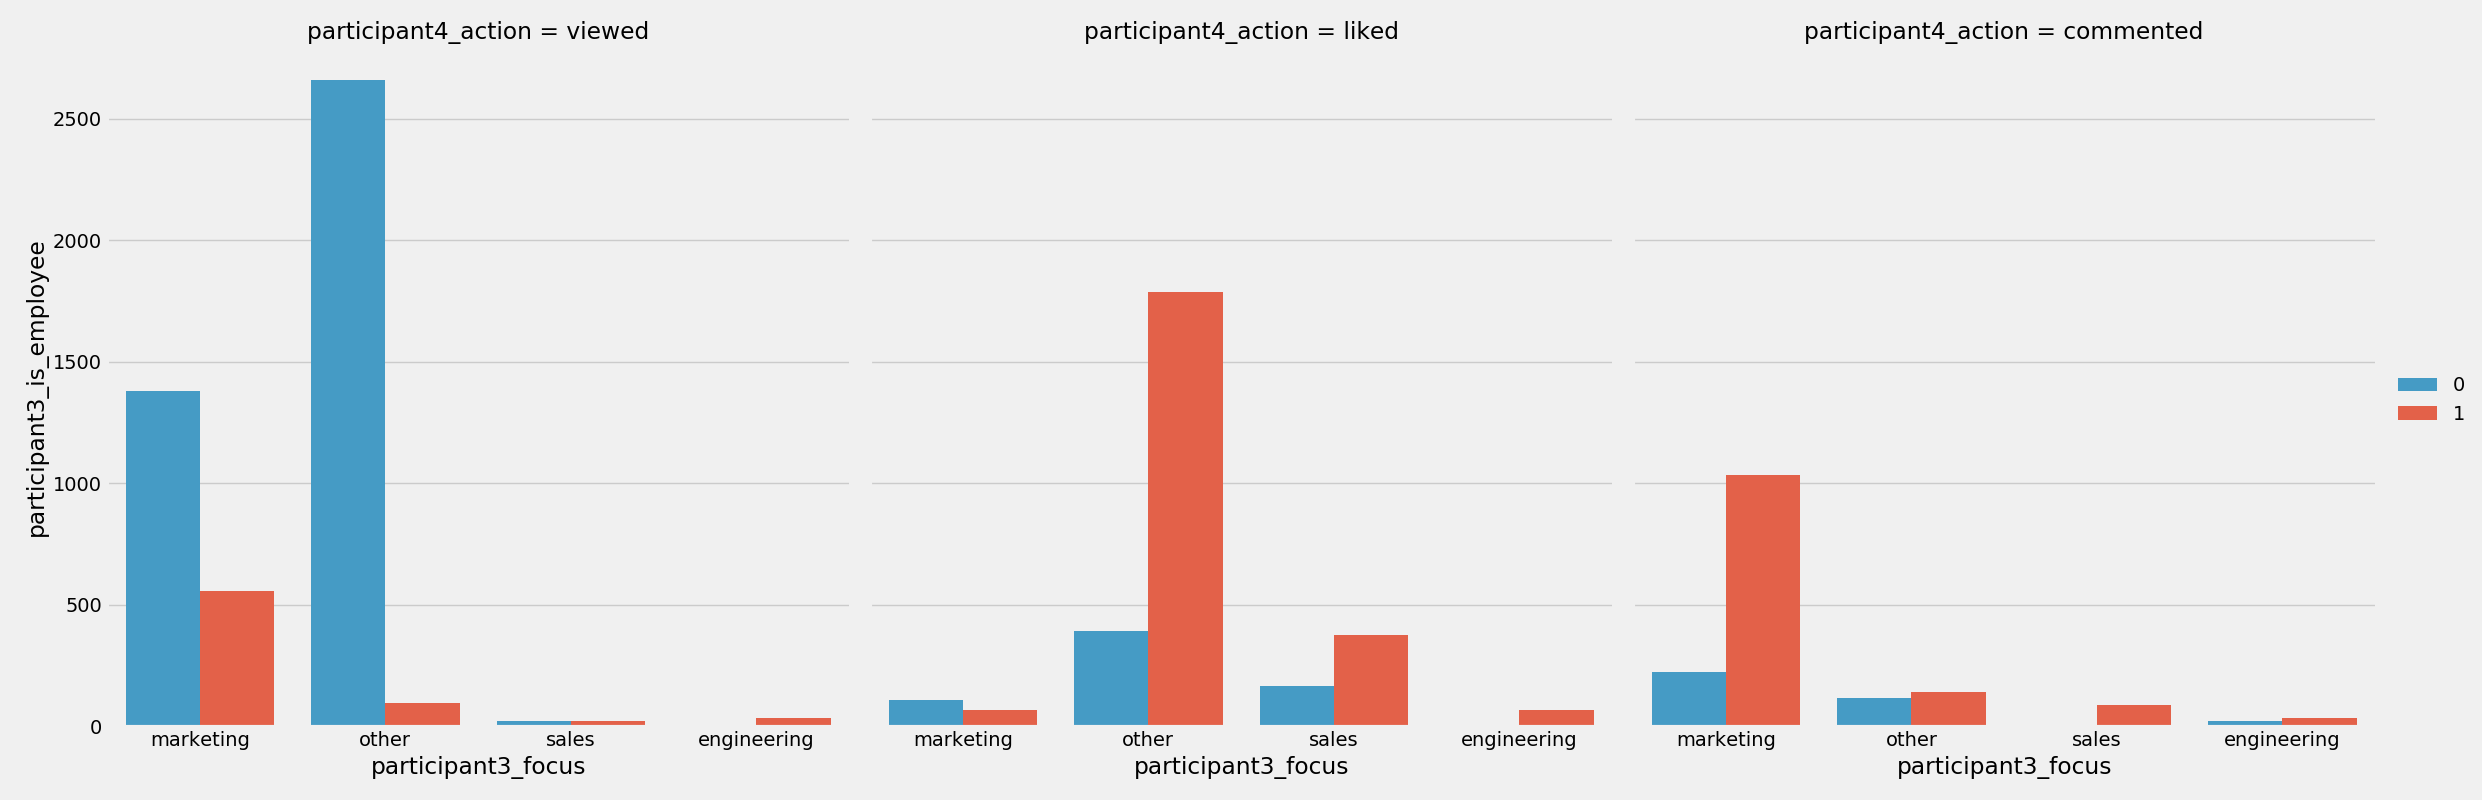 participant4_action = viewed
participant4_action = liked
participant4_action = commented
participant3_is_employee
2500
2000
1500
1000
500
0
marketing other sales engineering
marketing other sales engineering
marketing other sales engineering
participant3_focus
participant3_focus
participant3_focus
0
1